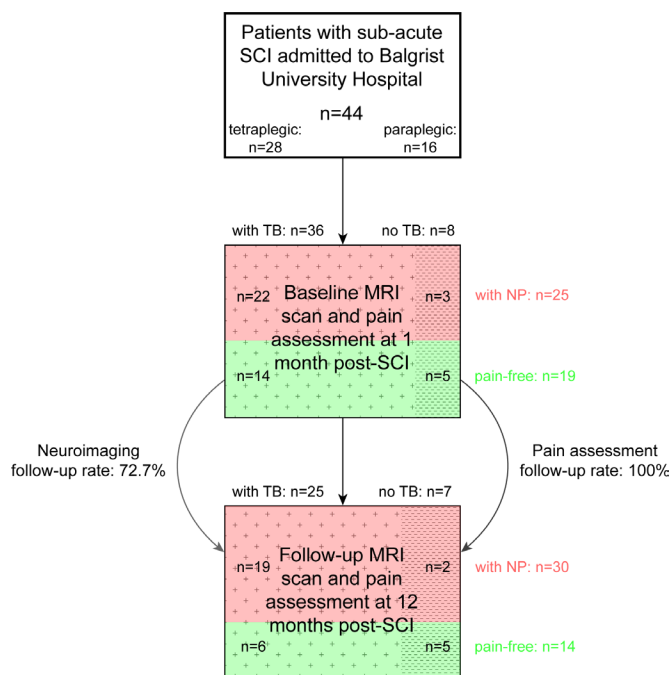 Patients with sub-acute
SCI admitted to Balgrist
University Hospital
n=44
tetraplegic: paraplegic:
n=28 n=16
with TB: n=36 no TB: n=8
n=22 Baseline MRI n=3 with NP: n=25
scan and pain
assessment at 1
month post-SCI
n=14 n=5 pain-free: n=19
Neuroimaging
follow-up rate: 72.7%
Pain assessment
follow-up rate: 100%
with TB: n=25 no TB: n=7
Follow-up MRI
n=19 scan and pain n=2 with NP: n=30
assessment at 12
months post-SCI
n=6 n=5 pain-free: n=14